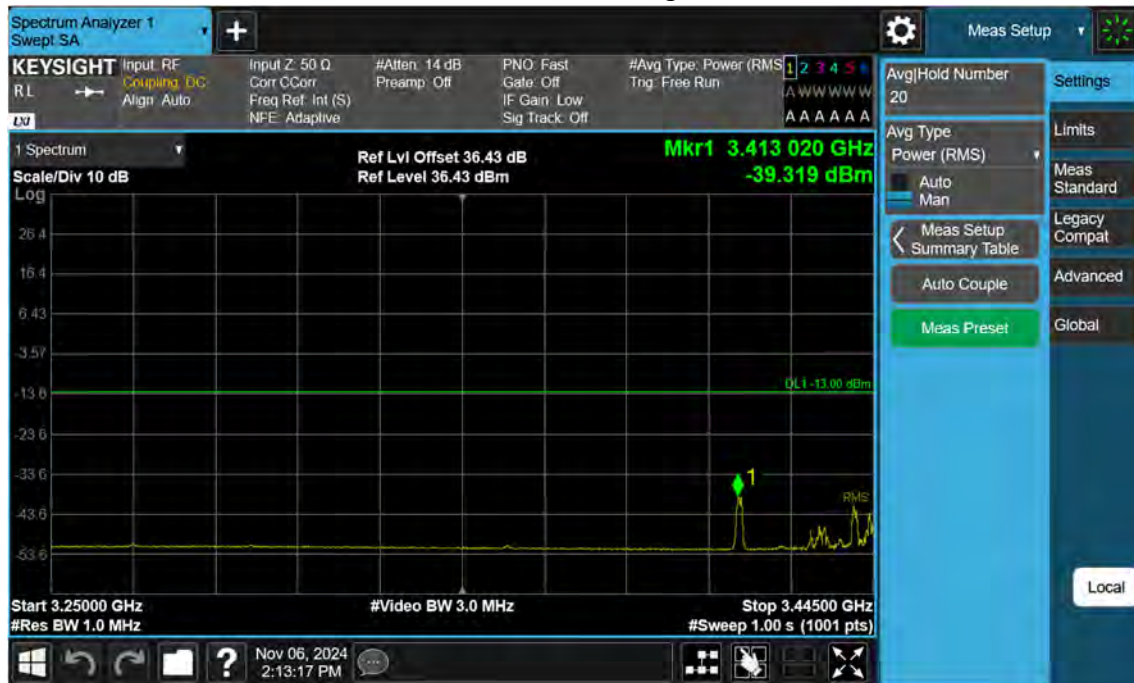 Spectrum Analyzer 1
Swept SA
+
Meas Setup
KEYSIGHT
RL
LXI
Input: RF
Coupling: DC
Align: Auto
Input Z: 50 Ω
Corr CCorr
Freq Ref: Int (S)
NFE: Adaptive
#Atten: 14 dB
Preamp: Off
PNO: Fast
Gate: Off
IF Gain: Low
Sig Track: Off
#Avg Type: Power (RMS
Trig: Free Run
1 2 3 4 5 6
A W W W W W
A A A A A A
1 Spectrum
Scale/Div 10 dB
Log
Ref Lvl Offset 36.43 dB
Ref Level 36.43 dBm
Mkr1 3.413 020 GHz
-39.319 dBm
26.4
16.4
6.43
-3.57
-13.6
-23.6
-33.6
-43.6
-53.6
DL1 -13.00 dBm
1
RMS
Start 3.25000 GHz
#Res BW 1.0 MHz
#Video BW 3.0 MHz
Stop 3.44500 GHz
#Sweep 1.00 s (1001 pts)
?
Nov 06, 2024
2:13:17 PM
Avg|Hold Number
20
Avg Type
Power (RMS)
Auto
Man
Meas Setup
Summary Table
Auto Couple
Meas Preset
Settings
Limits
Meas
Standard
Legacy
Compat
Advanced
Global
Local